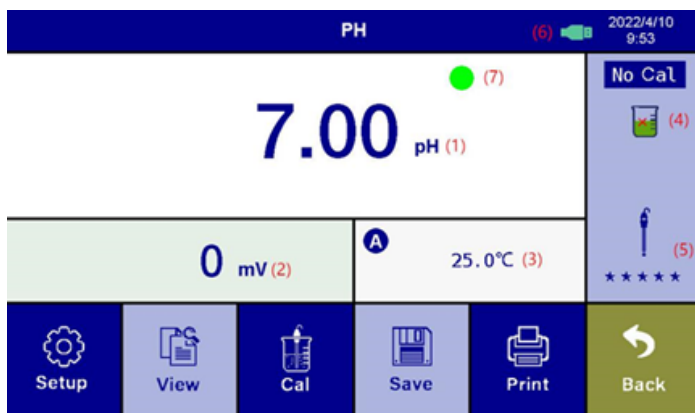 PH
(6)
2022/4/10
9:53
(7)
7.00 pH (1)
No Cal
(4)
0 mV (2)
A
25.0℃ (3)
(5)
★★★★★
Setup
View
Cal
Save
Print
Back